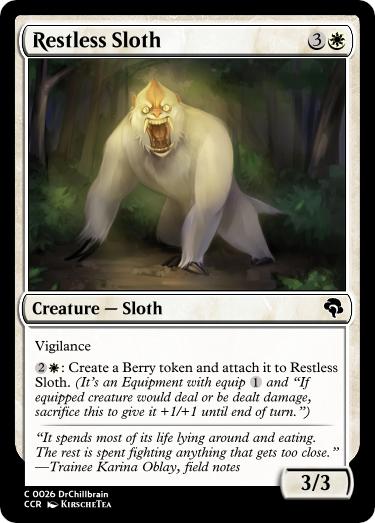 Restless Sloth 3
Creature — Sloth
Vigilance
2 : Create a Berry token and attach it to Restless
Sloth. (It's an Equipment with equip 1 and "If
equipped creature would deal or be dealt damage,
sacrifice this to give it +1/+1 until end of turn.")
"It spends most of its life lying around and eating.
The rest is spent fighting anything that gets too close."
—Trainee Karina Oblay, field notes
3/3
C 0026 DrChillbrain
CCR KirscheTea